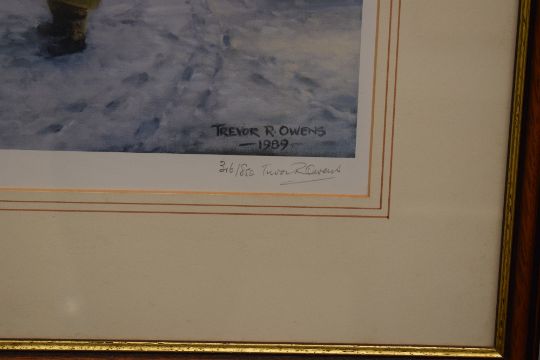 TREVOR R. OWENS
— 1989 —
316/850 Trevor R Owens